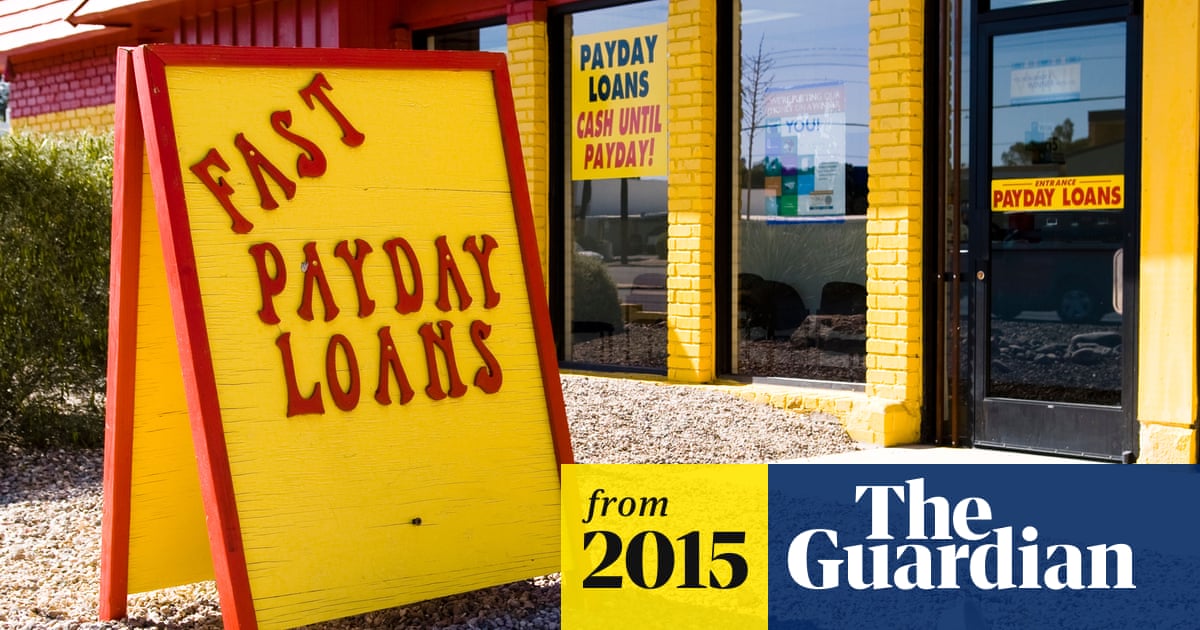 FAST
PAYDAY
LOANS
PAYDAY
LOANS
CASH UNTIL
PAYDAY!
YOU!
ENTRANCE
PAYDAY LOANS
from
2015
The
Guardian